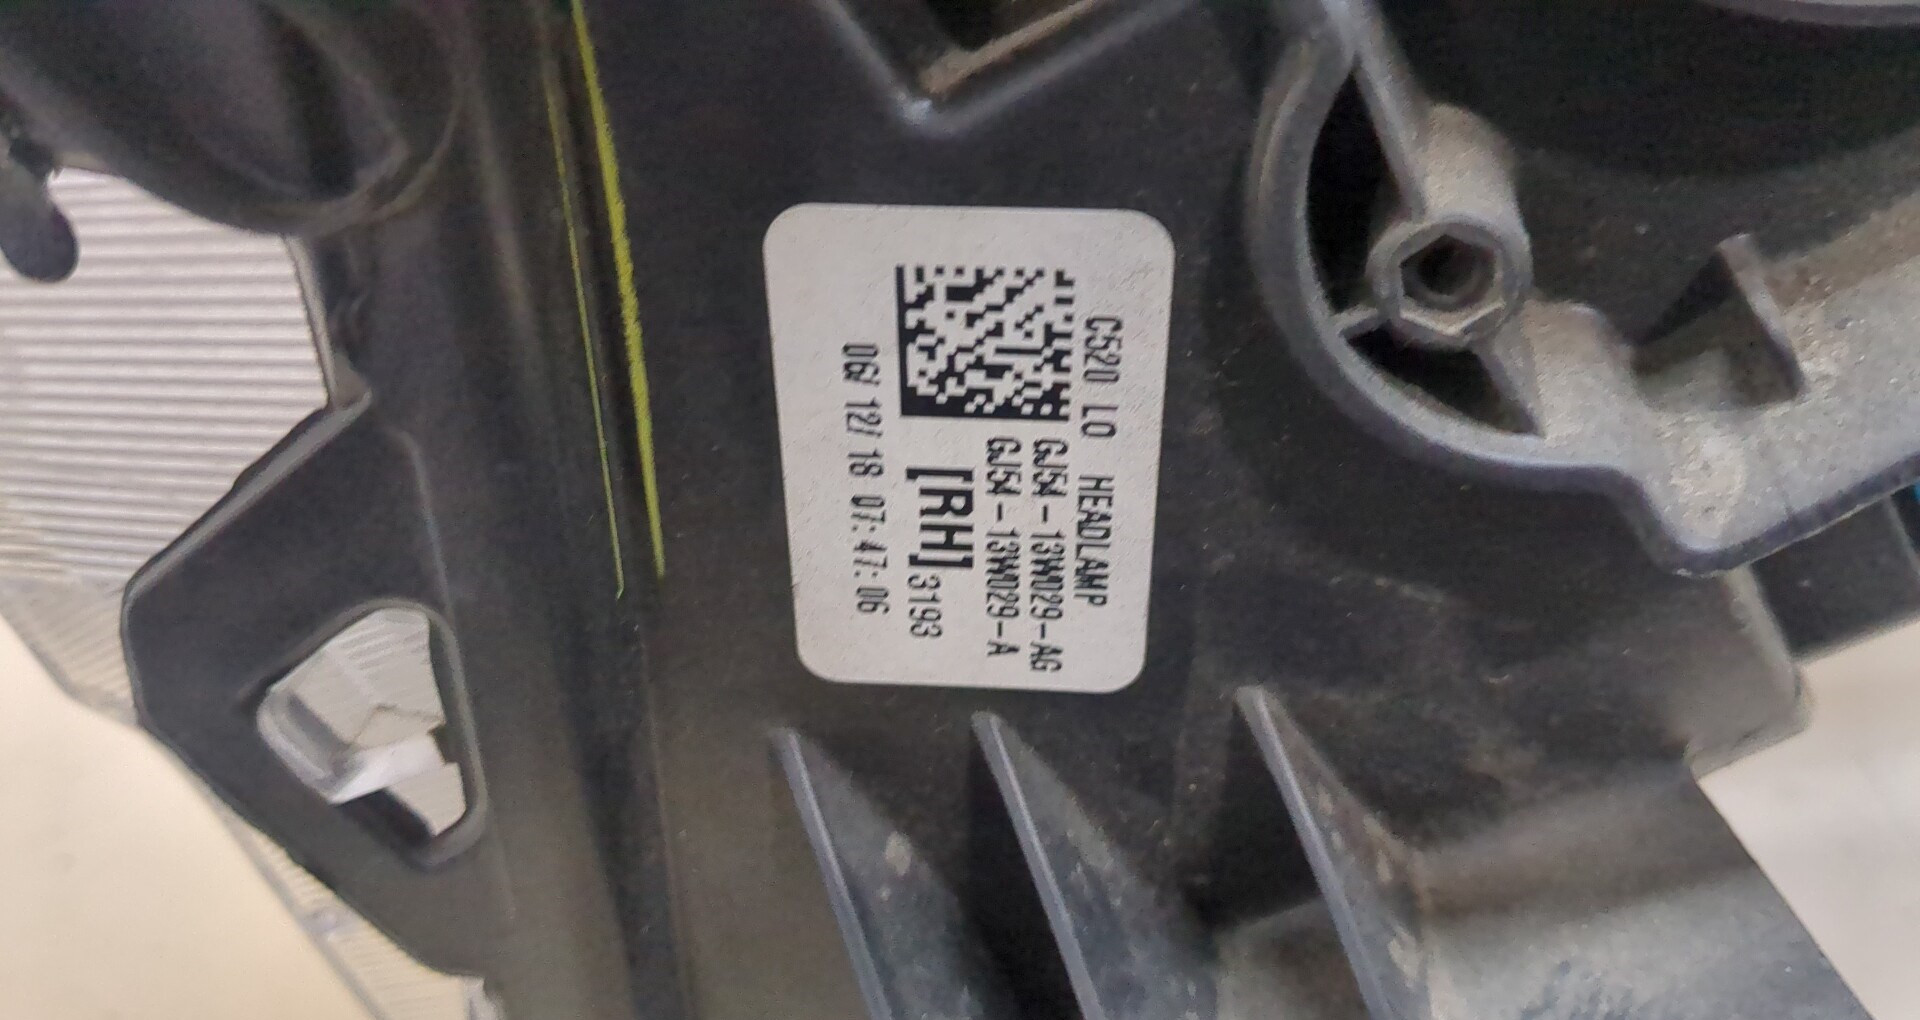 C520 LO HEADLAMP
GJ54-13W029-AG
GJ54-13W029-A
[RH] 3193
06/ 12/ 18 07:47:06